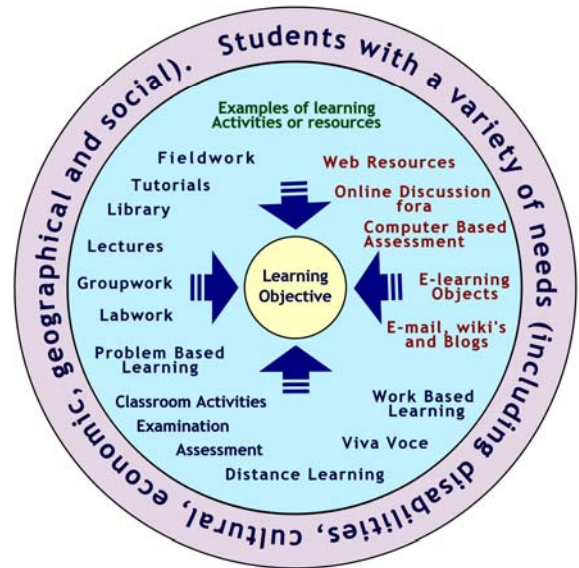 Students with a variety of needs (including disabilities, cultural, economic, geographical and social).
Examples of learning
Activities or resources
Fieldwork
Tutorials
Library
Lectures
Groupwork
Labwork
Problem Based
Learning
Classroom Activities
Examination
Assessment
Distance Learning
Viva Voce
Work Based
Learning
Web Resources
Online Discussion
fora
Computer Based
Assessment
E-learning
Objects
E-mail, wiki's
and Blogs
Learning
Objective